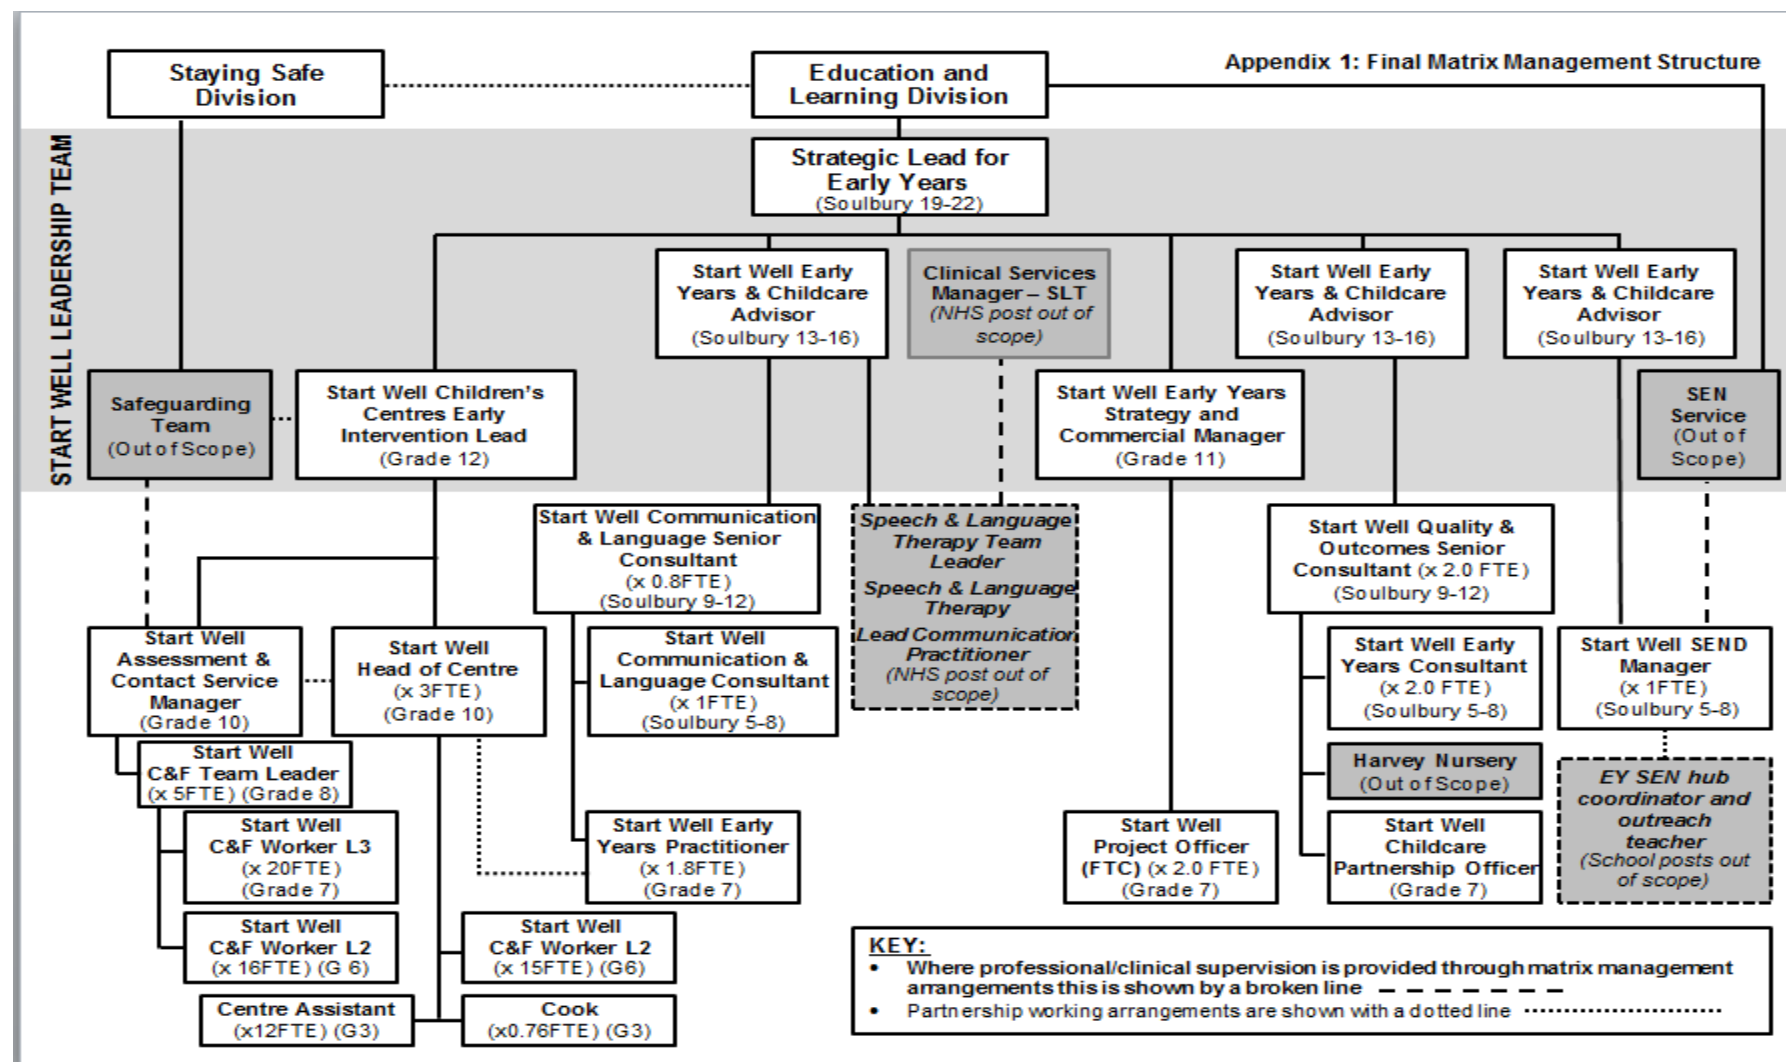 Appendix 1: Final Matrix Management Structure
Staying Safe
Division
Education and
Learning Division
START WELL LEADERSHIP TEAM
Strategic Lead for
Early Years
(Soulbury 19-22)
Start Well Early
Years & Childcare
Advisor
(Soulbury 13-16)
Clinical Services
Manager – SLT
(NHS post out of
scope)
Start Well Early
Years & Childcare
Advisor
(Soulbury 13-16)
Start Well Early
Years & Childcare
Advisor
(Soulbury 13-16)
Safeguarding
Team
(Out of Scope)
Start Well Children's
Centres Early
Intervention Lead
(Grade 12)
Start Well Early Years
Strategy and
Commercial Manager
(Grade 11)
SEN
Service
(Out of
Scope)
Start Well Communication
& Language Senior
Consultant
(x 0.8FTE)
(Soulbury 9-12)
Speech & Language
Therapy Team
Leader
Speech & Language
Therapy
Lead Communication
Practitioner
(NHS post out of
scope)
Start Well Quality &
Outcomes Senior
Consultant (x 2.0 FTE)
(Soulbury 9-12)
Start Well
Assessment &
Contact Service
Manager
(Grade 10)
Start Well
Head of Centre
(x 3FTE)
(Grade 10)
Start Well
Communication &
Language Consultant
(x 1FTE)
(Soulbury 5-8)
Start Well Early
Years Consultant
(x 2.0 FTE)
(Soulbury 5-8)
Start Well SEND
Manager
(x 1FTE)
(Soulbury 5-8)
Start Well
C&F Team Leader
(x 5FTE) (Grade 8)
Harvey Nursery
(Out of Scope)
EY SEN hub
coordinator and
outreach
teacher
(School posts out
of scope)
Start Well
C&F Worker L3
(x 20FTE)
(Grade 7)
Start Well Early
Years Practitioner
(x 1.8FTE)
(Grade 7)
Start Well
Project Officer
(FTC) (x 2.0 FTE)
(Grade 7)
Start Well
Childcare
Partnership Officer
(Grade 7)
Start Well
C&F Worker L2
(x 16FTE) (G 6)
Start Well
C&F Worker L2
(x 15FTE) (G6)
Centre Assistant
(x12FTE) (G3)
Cook
(x0.76FTE) (G3)
KEY:
• Where professional/clinical supervision is provided through matrix management
arrangements this is shown by a broken line
• Partnership working arrangements are shown with a dotted line